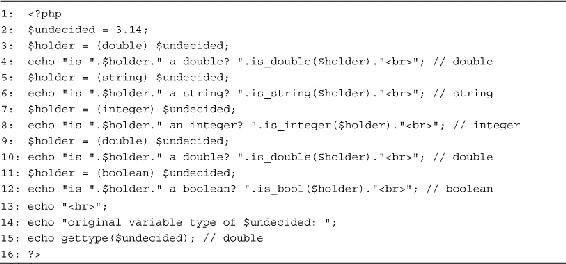 1: <?php
2: $undecided = 3.14;
3: $holder = (double) $undecided;
4: echo "is ".$holder." a double? ".is_double($holder)."<br>"; // double
5: $holder = (string) $undecided;
6: echo "is ".$holder." a string? ".is_string($holder)."<br>"; // string
7: $holder = (integer) $undecided;
8: echo "is ".$holder." an integer? ".is_integer($holder)."<br>"; // integer
9: $holder = (double) $undecided;
10: echo "is ".$holder." a double? ".is_double($holder)."<br>"; // double
11: $holder = (boolean) $undecided;
12: echo "is ".$holder." a boolean? ".is_bool($holder)."<br>"; // boolean
13: echo "<br>";
14: echo "original variable type of $undecided: ";
15: echo gettype($undecided); // double
16: ?>